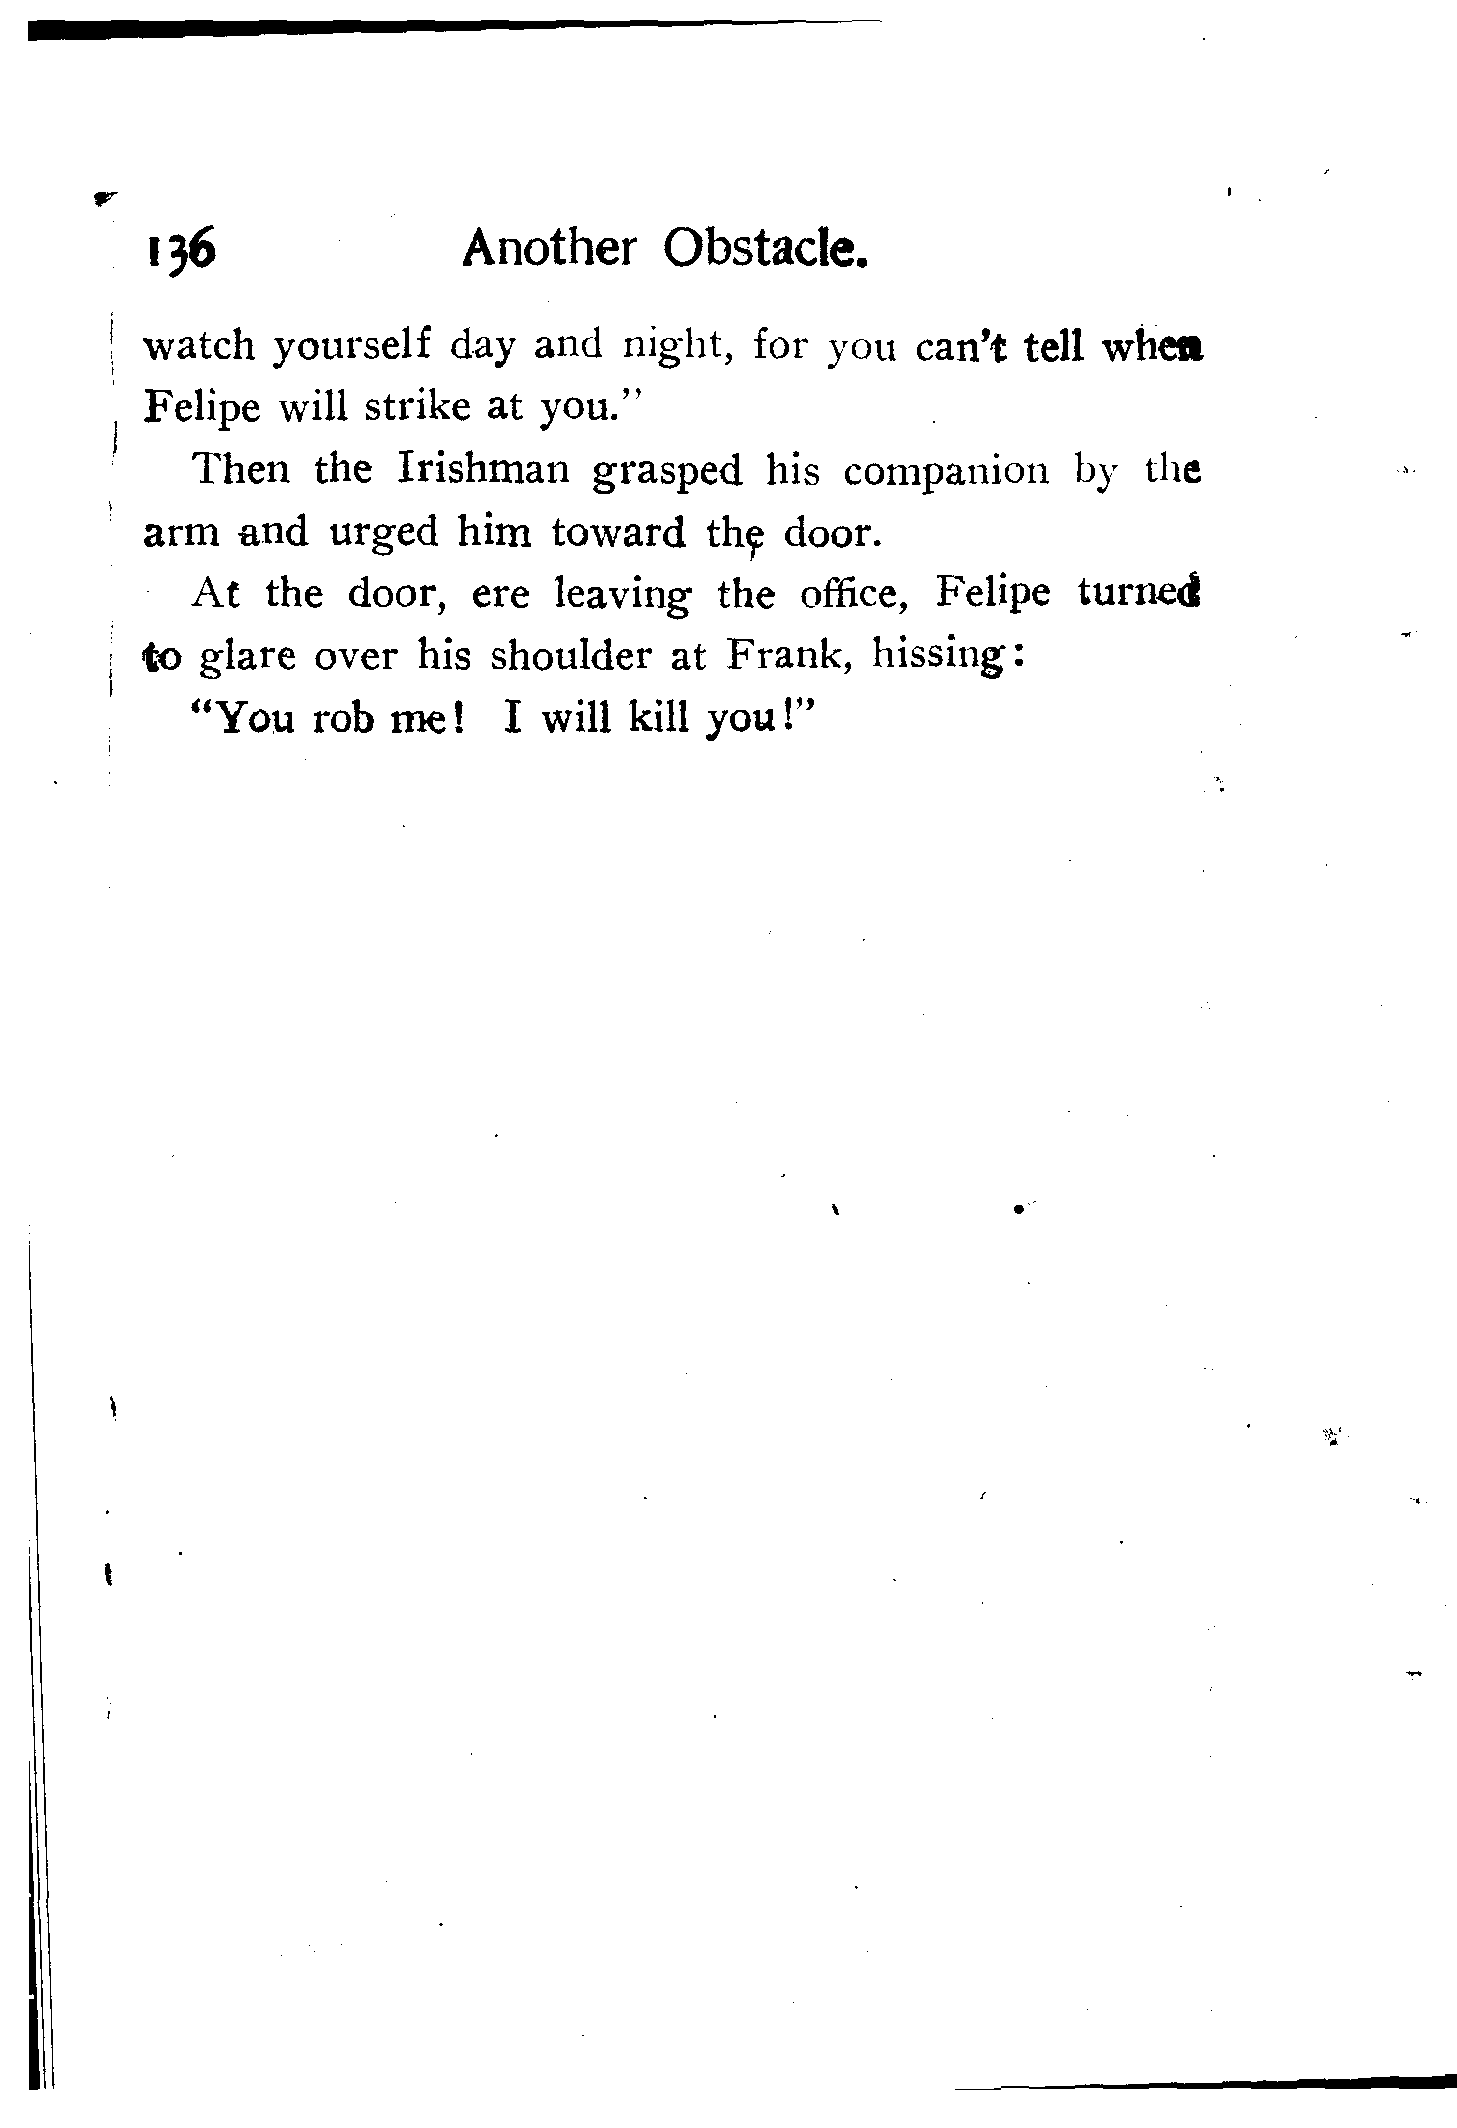 136 Another Obstacle.
watch yourself day and night, for you can't tell when
Felipe will strike at you."
Then the Irishman grasped his companion by the
arm and urged him toward the door.
At the door, ere leaving the office, Felipe turned
to glare over his shoulder at Frank, hissing:
"You rob me! I will kill you!"